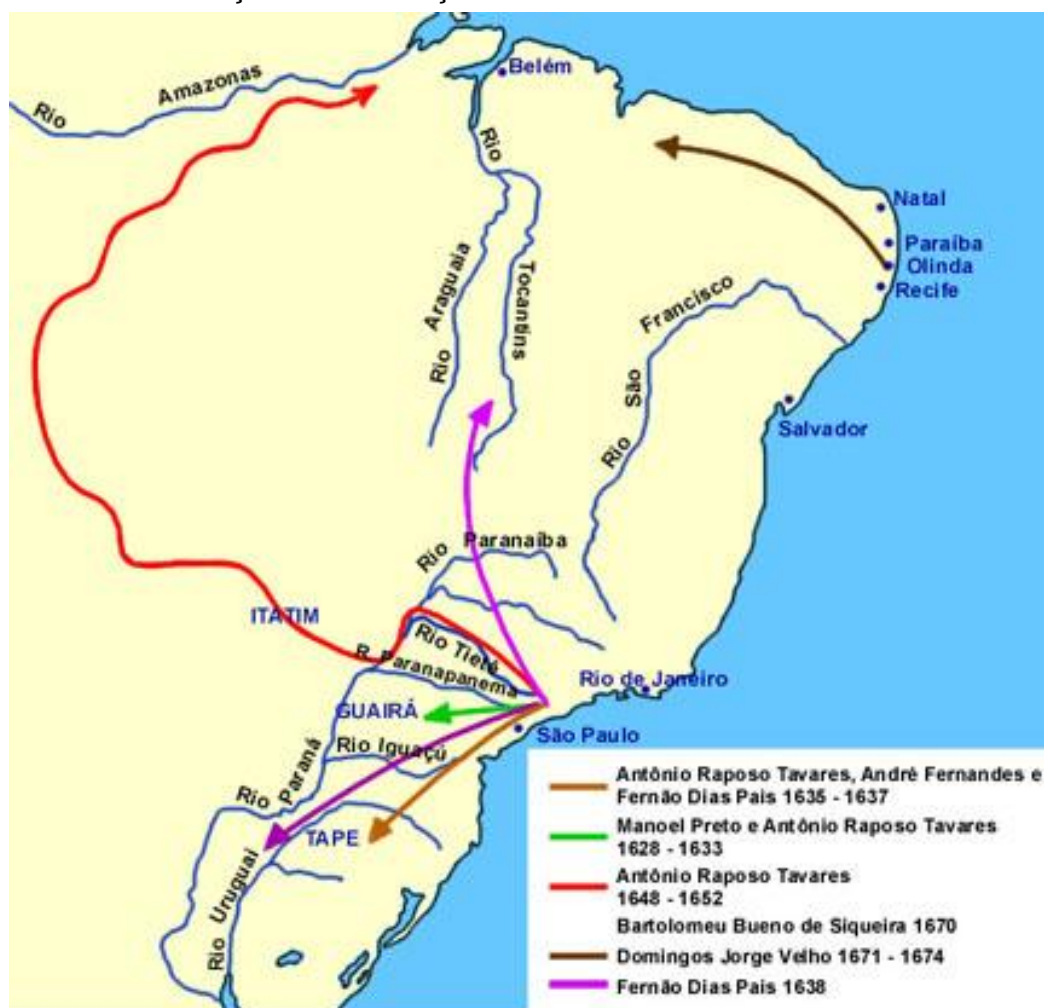 Rio Amazonas
Belém
Rio
Natal
Paraíba
Olinda
Recife
Rio Araguaia
Tocantins
Rio São Francisco
Salvador
Rio Paranaíba
ITATIM
Rio Tietê
R. Paranapanema
Rio de Janeiro
GUAIRÁ
São Paulo
Rio Iguaçú
Rio Paraná
TAPE
Rio Uruguai
Antônio Raposo Tavares, André Fernandes e
Fernão Dias Pais 1635 - 1637
Manoel Preto e Antônio Raposo Tavares
1628 - 1633
Antônio Raposo Tavares
1648 - 1652
Bartolomeu Bueno de Siqueira 1670
Domingos Jorge Velho 1671 - 1674
Fernão Dias Pais 1638